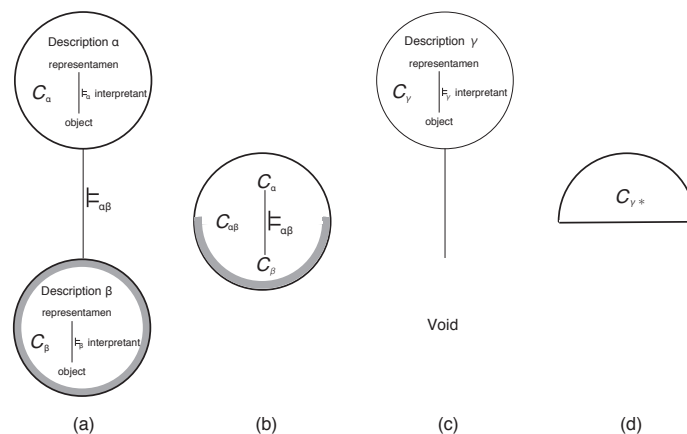 Description α
representamen
C_α
⊨_α interpretant
object
⊨_αβ
Description β
representamen
C_β
⊨_β interpretant
object
(a)
C_α
C_αβ
⊨_αβ
C_β
(b)
Description γ
representamen
C_γ
⊨_γ interpretant
object
Void
(c)
C_γ*
(d)